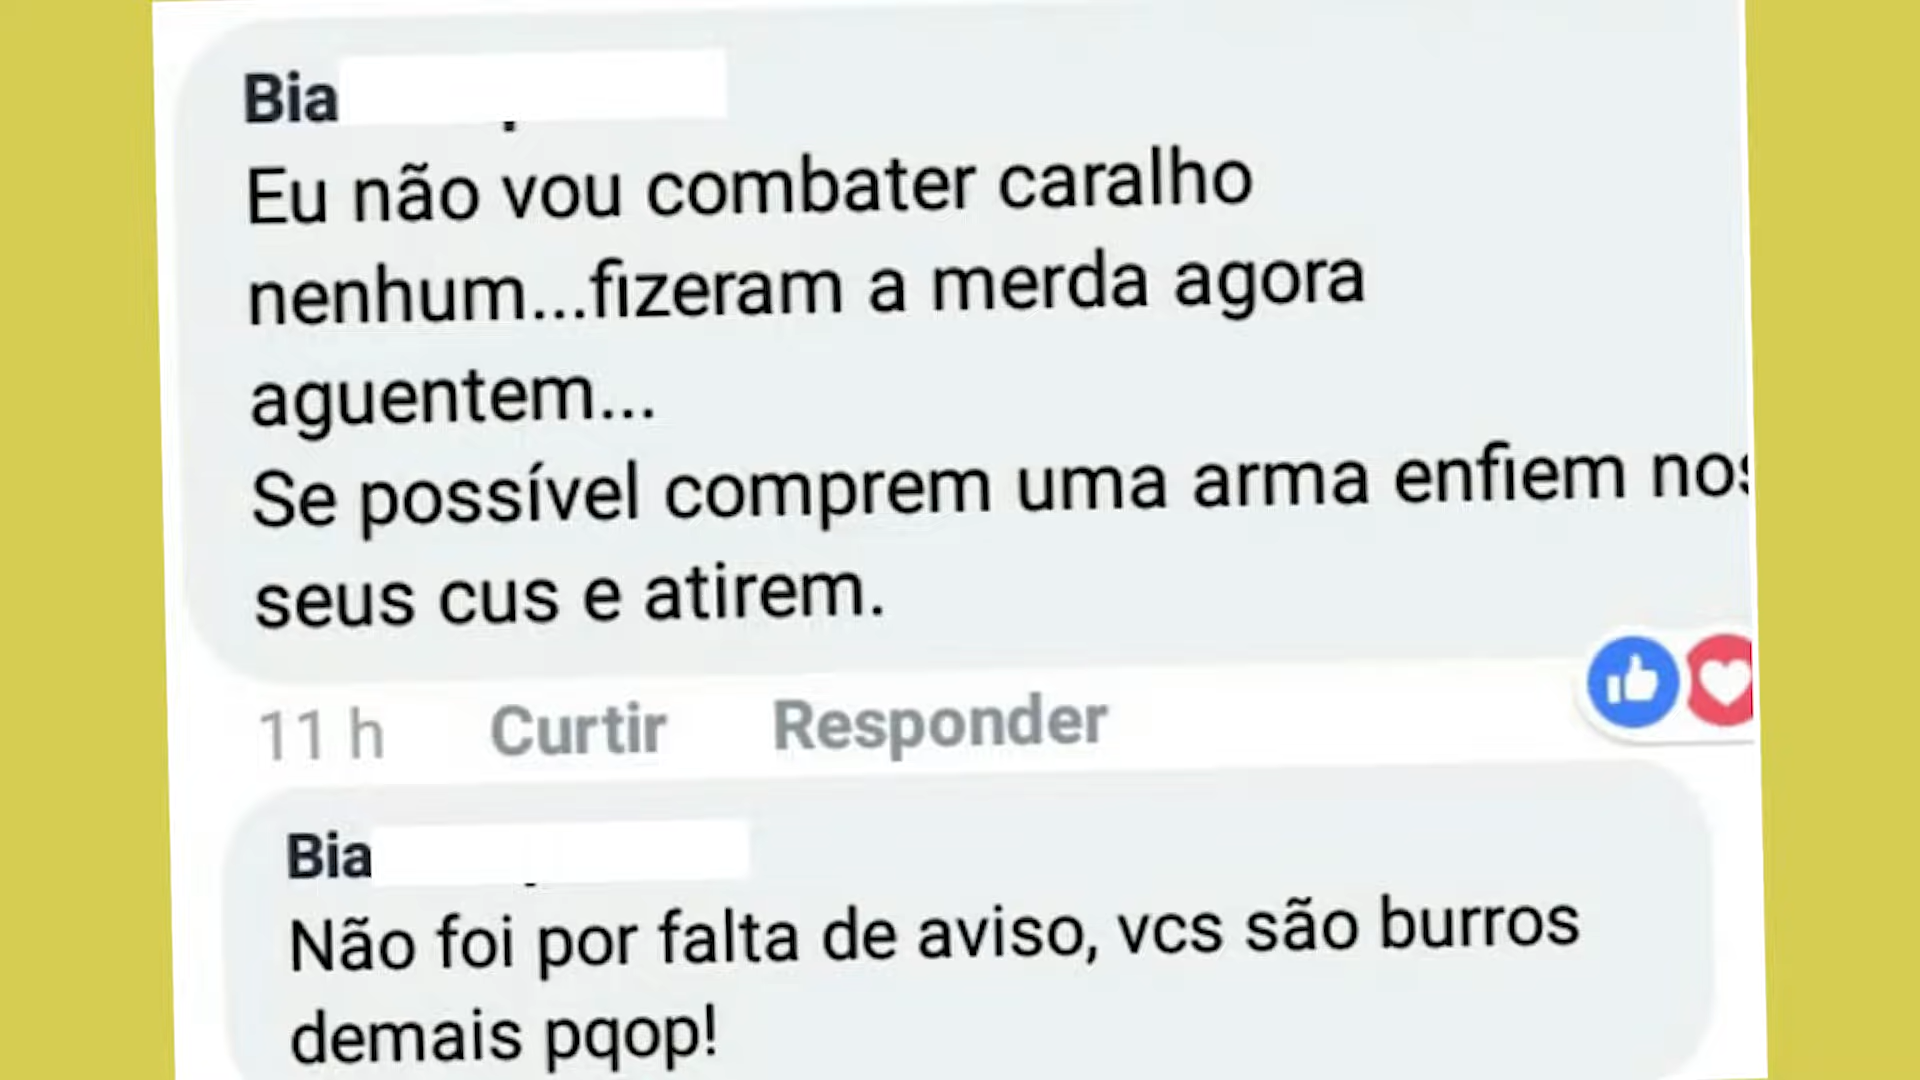 Bia
Eu não vou combater caralho
nenhum...fizeram a merda agora
aguentem...
Se possível comprem uma arma enfiem nos
seus cus e atirem.
11 h Curtir Responder
Bia
Não foi por falta de aviso, vcs são burros
demais pqop!